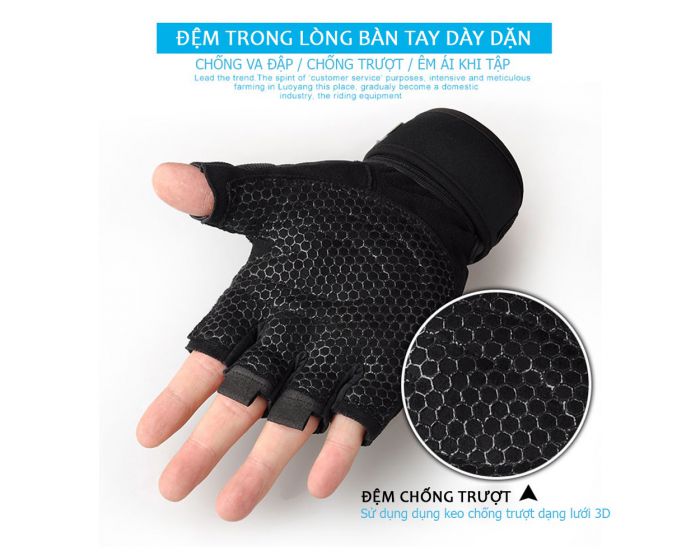 ĐỆM TRONG LÒNG BÀN TAY DÀY DẶN
CHỐNG VA ĐẬP / CHỐNG TRƯỢT / ÊM ÁI KHI TẬP
Lead the trend.The spirit of 'customer service' purposes, intensive and meticulous
farming in Luoyang this place, gradualy become a domestic
industry, the riding equipment
ĐỆM CHỐNG TRƯỢT
Sử dụng dụng keo chống trượt dạng lưới 3D